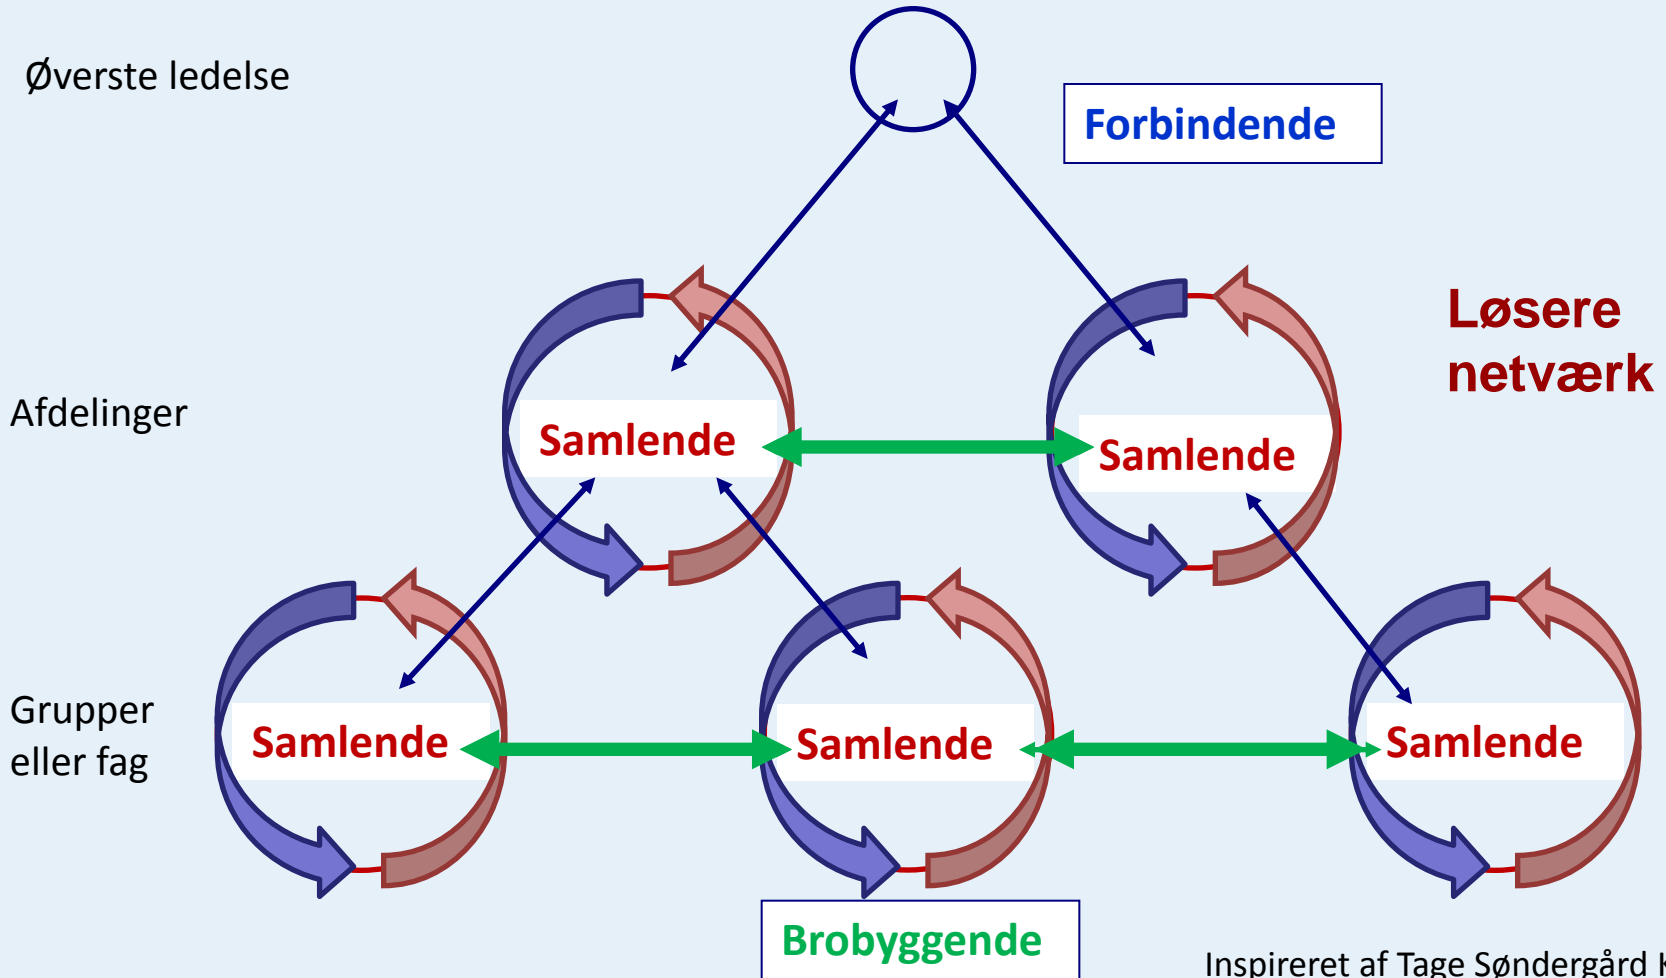 Øverste ledelse
Forbindende
Løsere
netværk
Afdelinger
Samlende
Samlende
Grupper
eller fag
Samlende
Samlende
Samlende
Brobyggende
Inspireret af Tage Søndergård